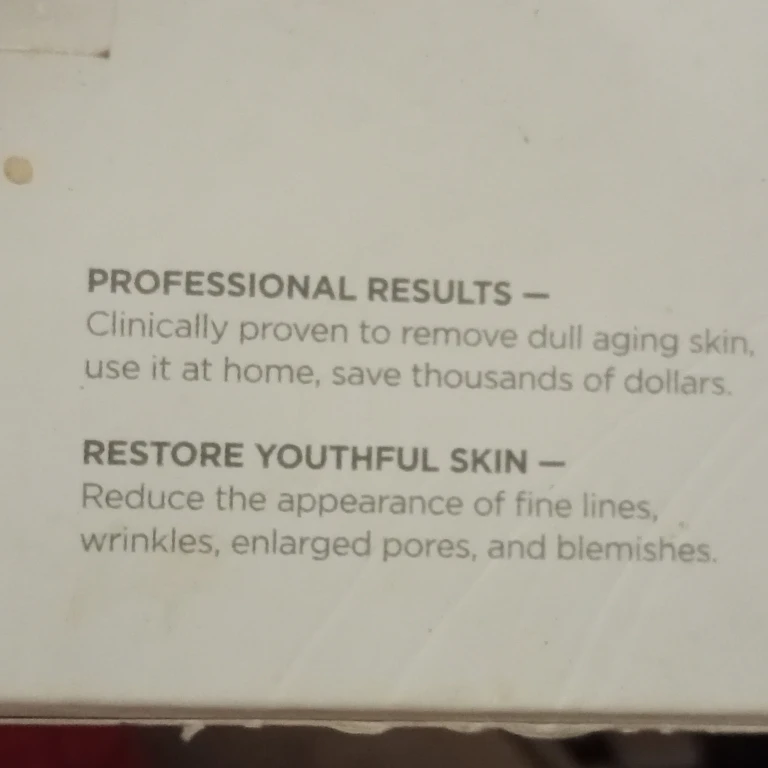 PROFESSIONAL RESULTS —
Clinically proven to remove dull aging skin,
use it at home, save thousands of dollars.
RESTORE YOUTHFUL SKIN —
Reduce the appearance of fine lines,
wrinkles, enlarged pores, and blemishes.